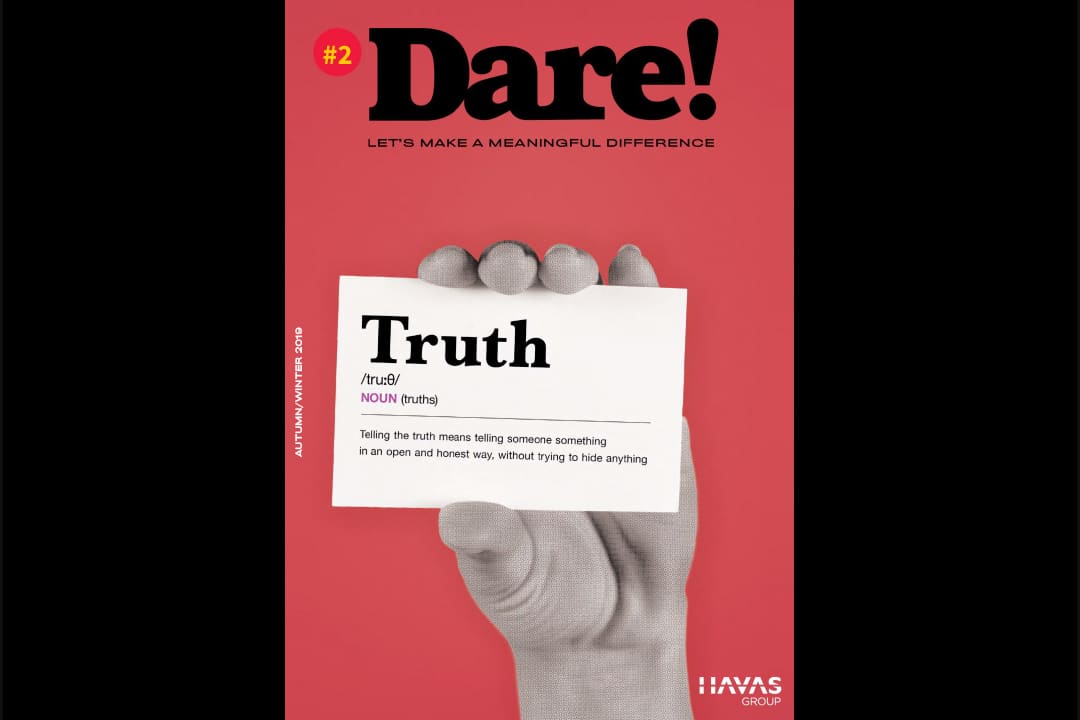 #2
Dare!
LET'S MAKE A MEANINGFUL DIFFERENCE
AUTUMN/WINTER 2019
Truth
/tru:θ/
NOUN (truths)
Telling the truth means telling someone something
in an open and honest way, without trying to hide anything
HAVAS
GROUP